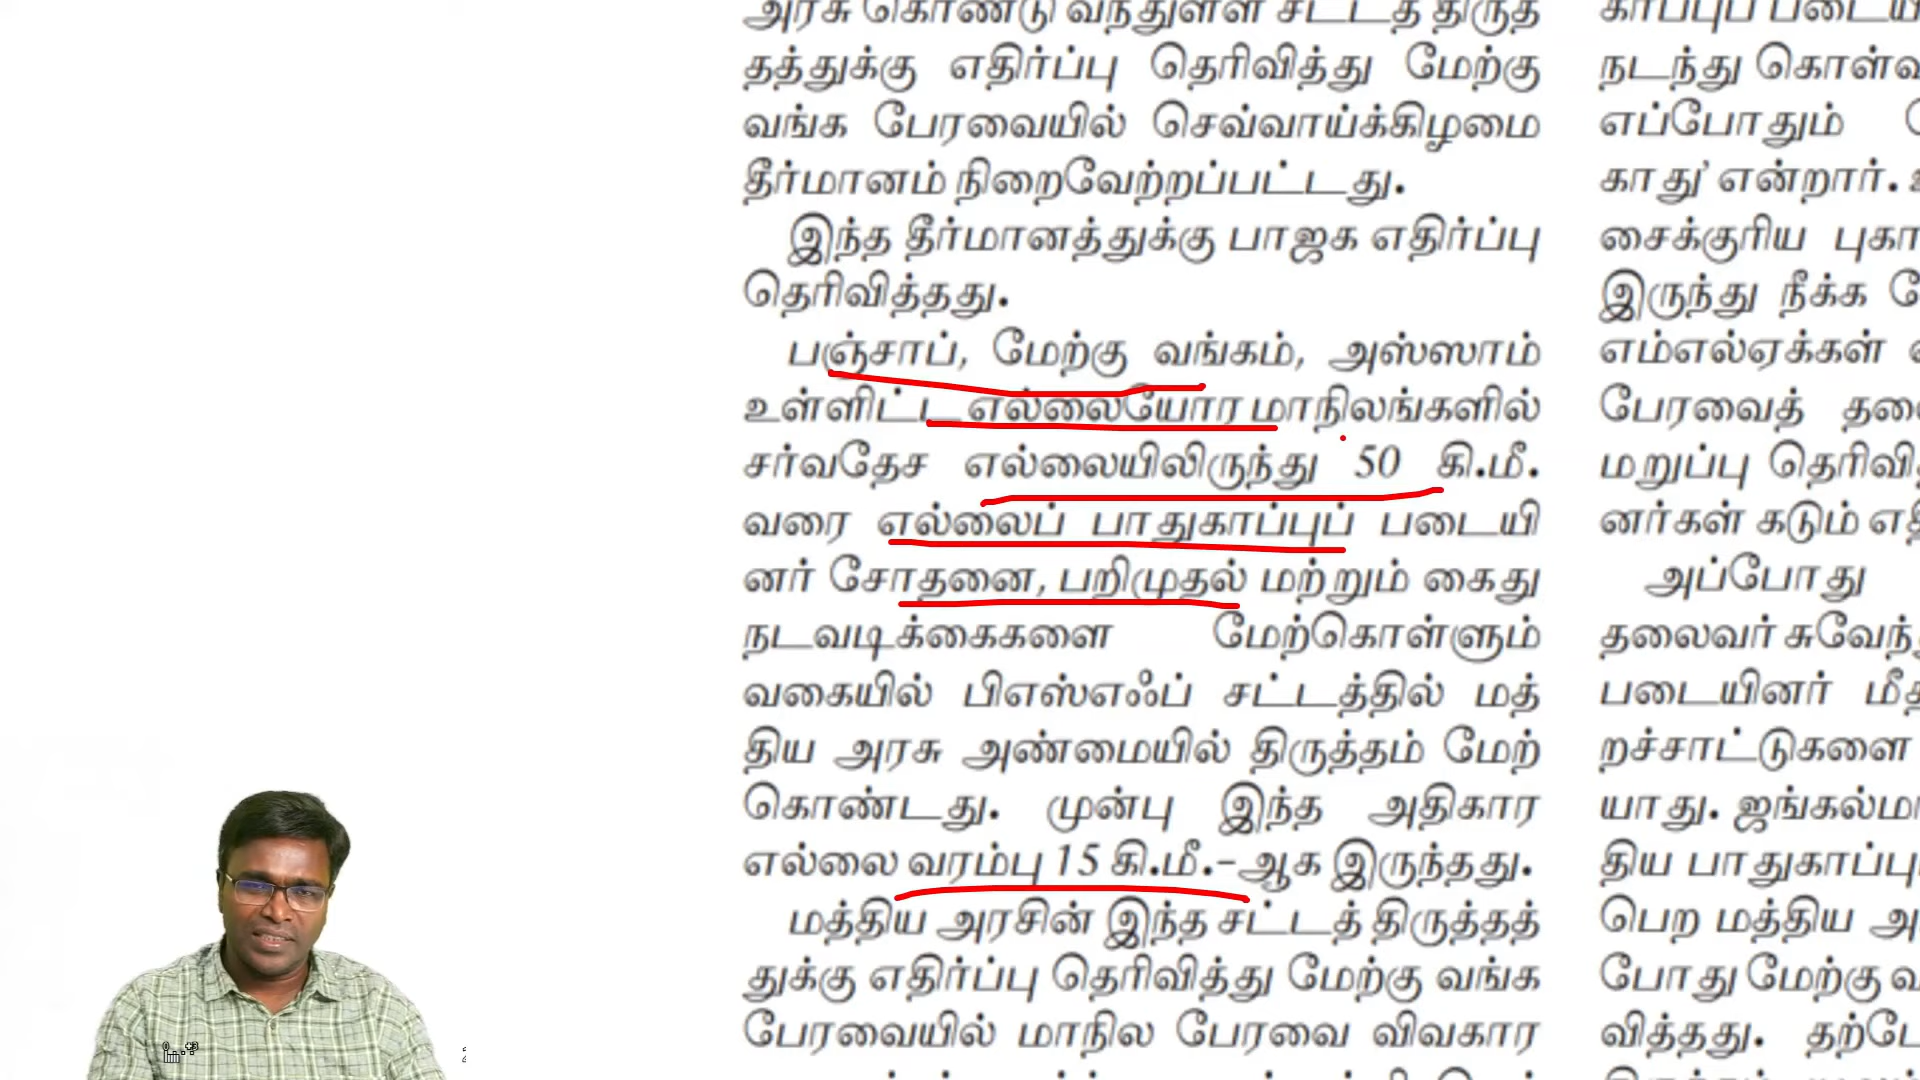 அரசு கொண்டு வந்துள்ள சட்டத் திருத்
தத்துக்கு எதிர்ப்பு தெரிவித்து மேற்கு
வங்க பேரவையில் செவ்வாய்க்கிழமை
தீர்மானம் நிறைவேற்றப்பட்டது.
இந்த தீர்மானத்துக்கு பாஜக எதிர்ப்பு
தெரிவித்தது.
பஞ்சாப், மேற்கு வங்கம், அஸ்ஸாம்
உள்ளிட்ட எல்லையோர மாநிலங்களில்
சர்வதேச எல்லையிலிருந்து 50 கி.மீ.
வரை எல்லைப் பாதுகாப்புப் படையி
னர் சோதனை, பறிமுதல் மற்றும் கைது
நடவடிக்கைகளை மேற்கொள்ளும்
வகையில் பிஎஸ்எஃப் சட்டத்தில் மத்
திய அரசு அண்மையில் திருத்தம் மேற்
கொண்டது. முன்பு இந்த அதிகார
எல்லை வரம்பு 15 கி.மீ.-ஆக இருந்தது.
மத்திய அரசின் இந்த சட்டத் திருத்தத்
துக்கு எதிர்ப்பு தெரிவித்து மேற்கு வங்க
பேரவையில் மாநில பேரவை விவகார
காப்புப்
நடந்து
எப்போதும்
காது' என்றார்.
சைக்குரிய
இருந்து நீக்க
எம்எல்ஏக்கள்
பேரவைத்
மறுப்பு
னர்கள் கடும்
அப்போது
தலைவர்
படையினர்
றச்சாட்டுகளை
யாது.
திய
பெற மத்திய
போது மேற்கு
வித்தது.